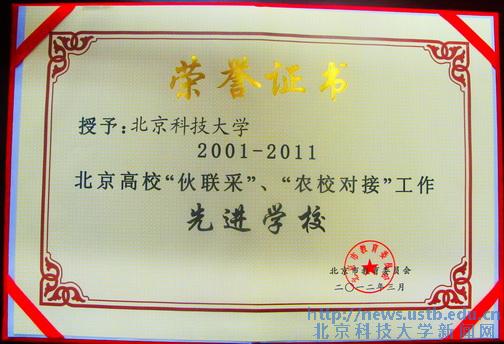 荣誉证书
授予：北京科技大学
2001-2011
北京高校“伙联采”、“农校对接”工作
先进学校
北京市教育委员会
二〇一二年三月
http://news.ustb.edu.cn
北京科技大学新闻网